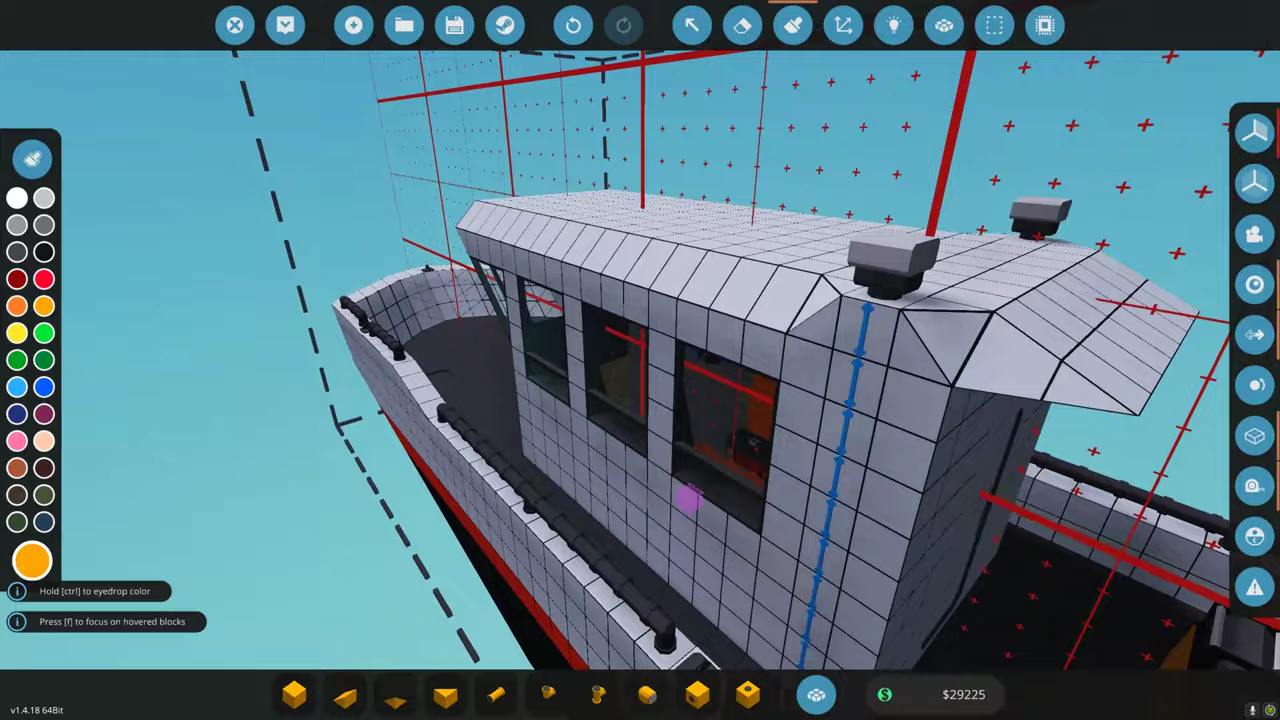 Hold [ctrl] to eyedrop color
Press [f] to focus on hovered blocks
$29225
v1.4.18 64Bit